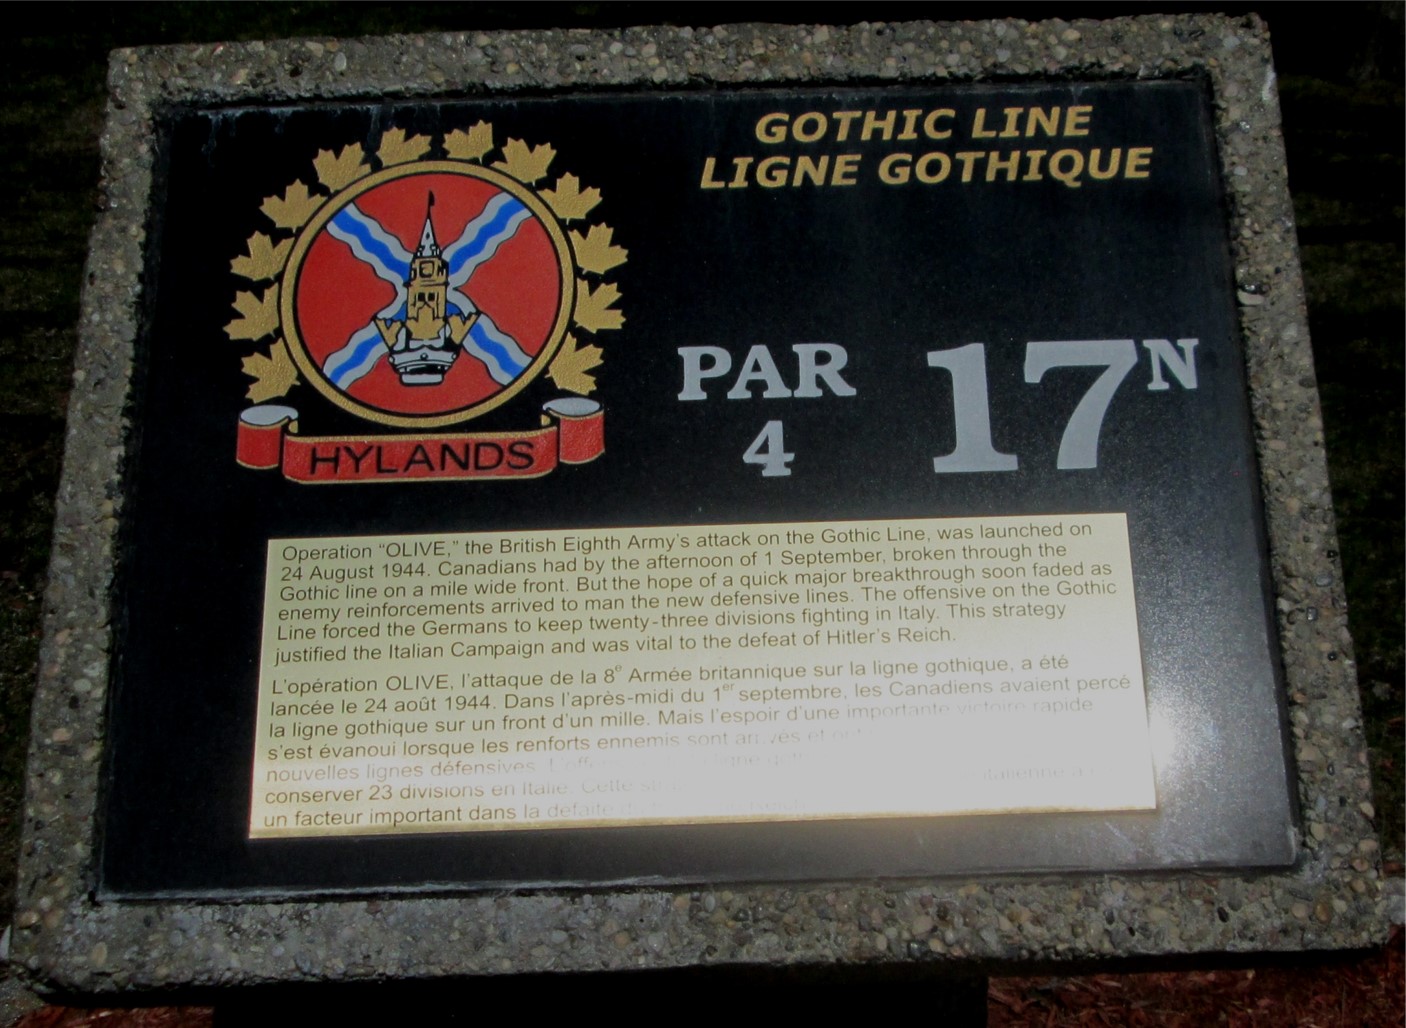 GOTHIC LINE
LIGNE GOTHIQUE
HYLANDS
PAR
4
17N
Operation “OLIVE,” the British Eighth Army’s attack on the Gothic Line, was launched on
24 August 1944. Canadians had by the afternoon of 1 September, broken through the
Gothic line on a mile wide front. But the hope of a quick major breakthrough soon faded as
enemy reinforcements arrived to man the new defensive lines. The offensive on the Gothic
Line forced the Germans to keep twenty-three divisions fighting in Italy. This strategy
justified the Italian Campaign and was vital to the defeat of Hitler’s Reich.
L’opération OLIVE, l’attaque de la 8e Armée britannique sur la ligne gothique, a été
lancée le 24 août 1944. Dans l’après-midi du 1er septembre, les Canadiens avaient percé
la ligne gothique sur un front d’un mille. Mais l’espoir d’une importante victoire rapide
s’est évanoui lorsque les renforts ennemis sont arrivés et
nouvelles lignes défensives.
conserver 23 divisions en Italie. Cette italienne a
un facteur important dans la défaite Reich